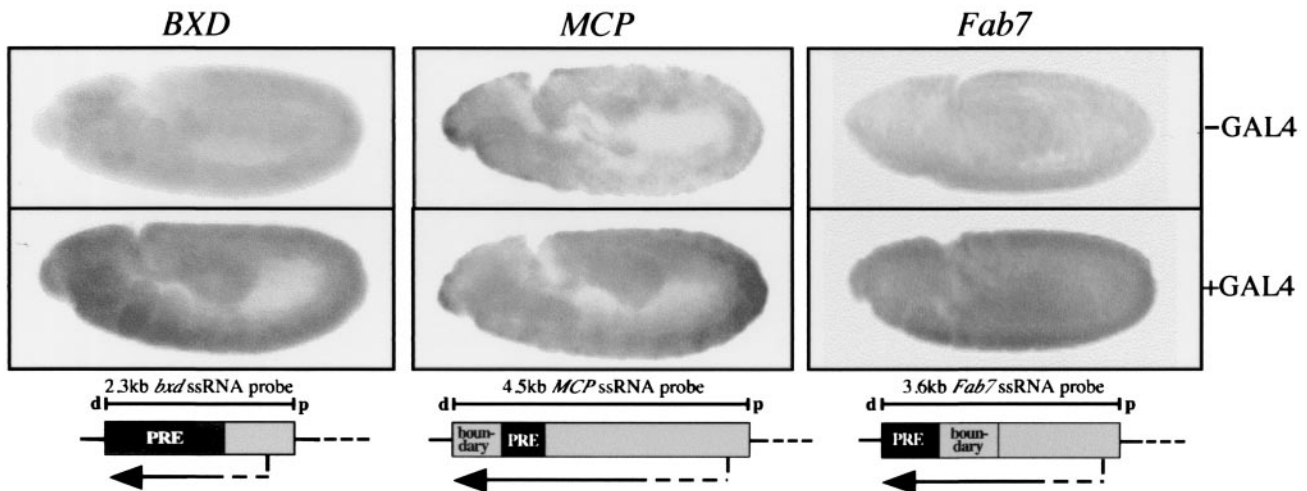 BXD MCP Fab7
-GAL4
+GAL4
2.3kb bxd ssRNA probe 4.5kb MCP ssRNA probe 3.6kb Fab7 ssRNA probe
d p d p d p
PRE boun-dary PRE PRE boun-dary